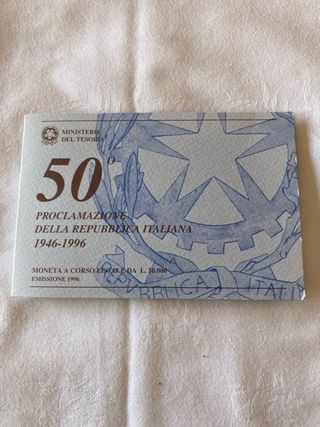 MINISTERO
DEL TESORO
50°
PROCLAMAZIONE
DELLA REPUBBLICA ITALIANA
1946-1996
MONETA A CORSO LEGALE DA L. 10.000
EMISSIONE 1996
REPUBBLICA ITALI